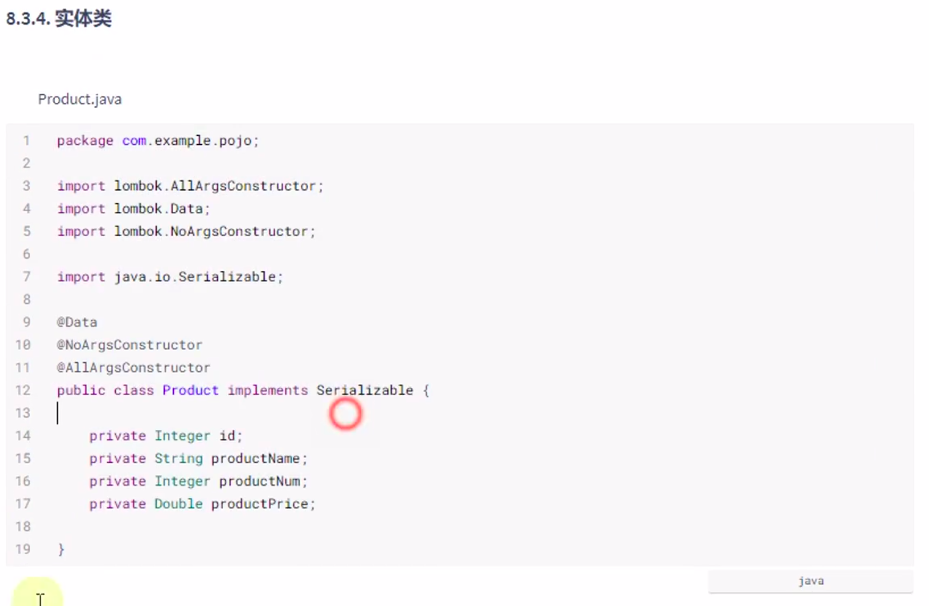 8.3.4. 实体类
Product.java
1 package com.example.pojo;
2
3 import lombok.AllArgsConstructor;
4 import lombok.Data;
5 import lombok.NoArgsConstructor;
6
7 import java.io.Serializable;
8
9 @Data
10 @NoArgsConstructor
11 @AllArgsConstructor
12 public class Product implements Serializable {
13
14 private Integer id;
15 private String productName;
16 private Integer productNum;
17 private Double productPrice;
18
19 }
java